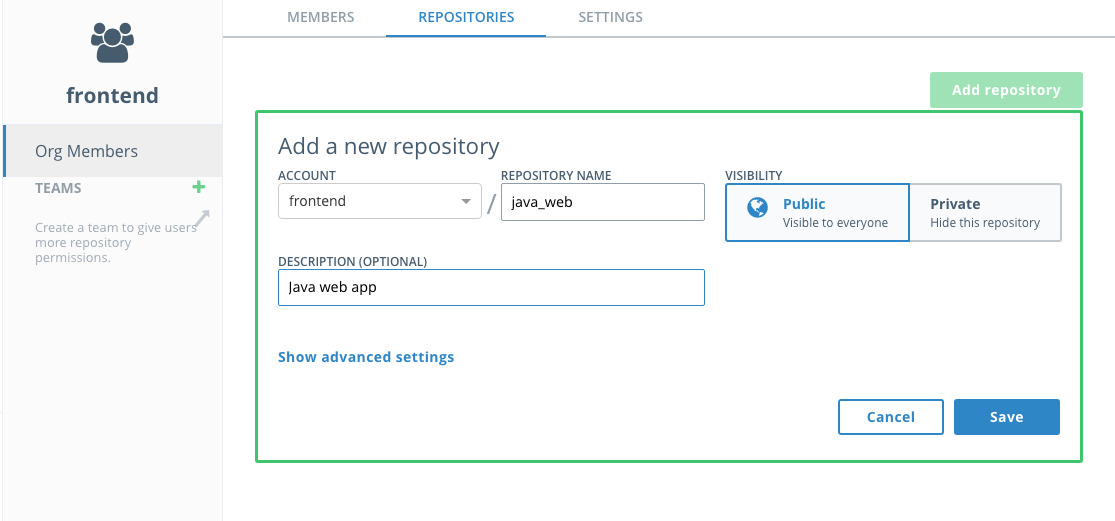 MEMBERS REPOSITORIES SETTINGS
frontend
Org Members
TEAMS
Create a team to give users
more repository
permissions.
Add repository
Add a new repository
ACCOUNT REPOSITORY NAME VISIBILITY
frontend / java_web
Public
Visible to everyone
Private
Hide this repository
DESCRIPTION (OPTIONAL)
Java web app
Show advanced settings
Cancel Save